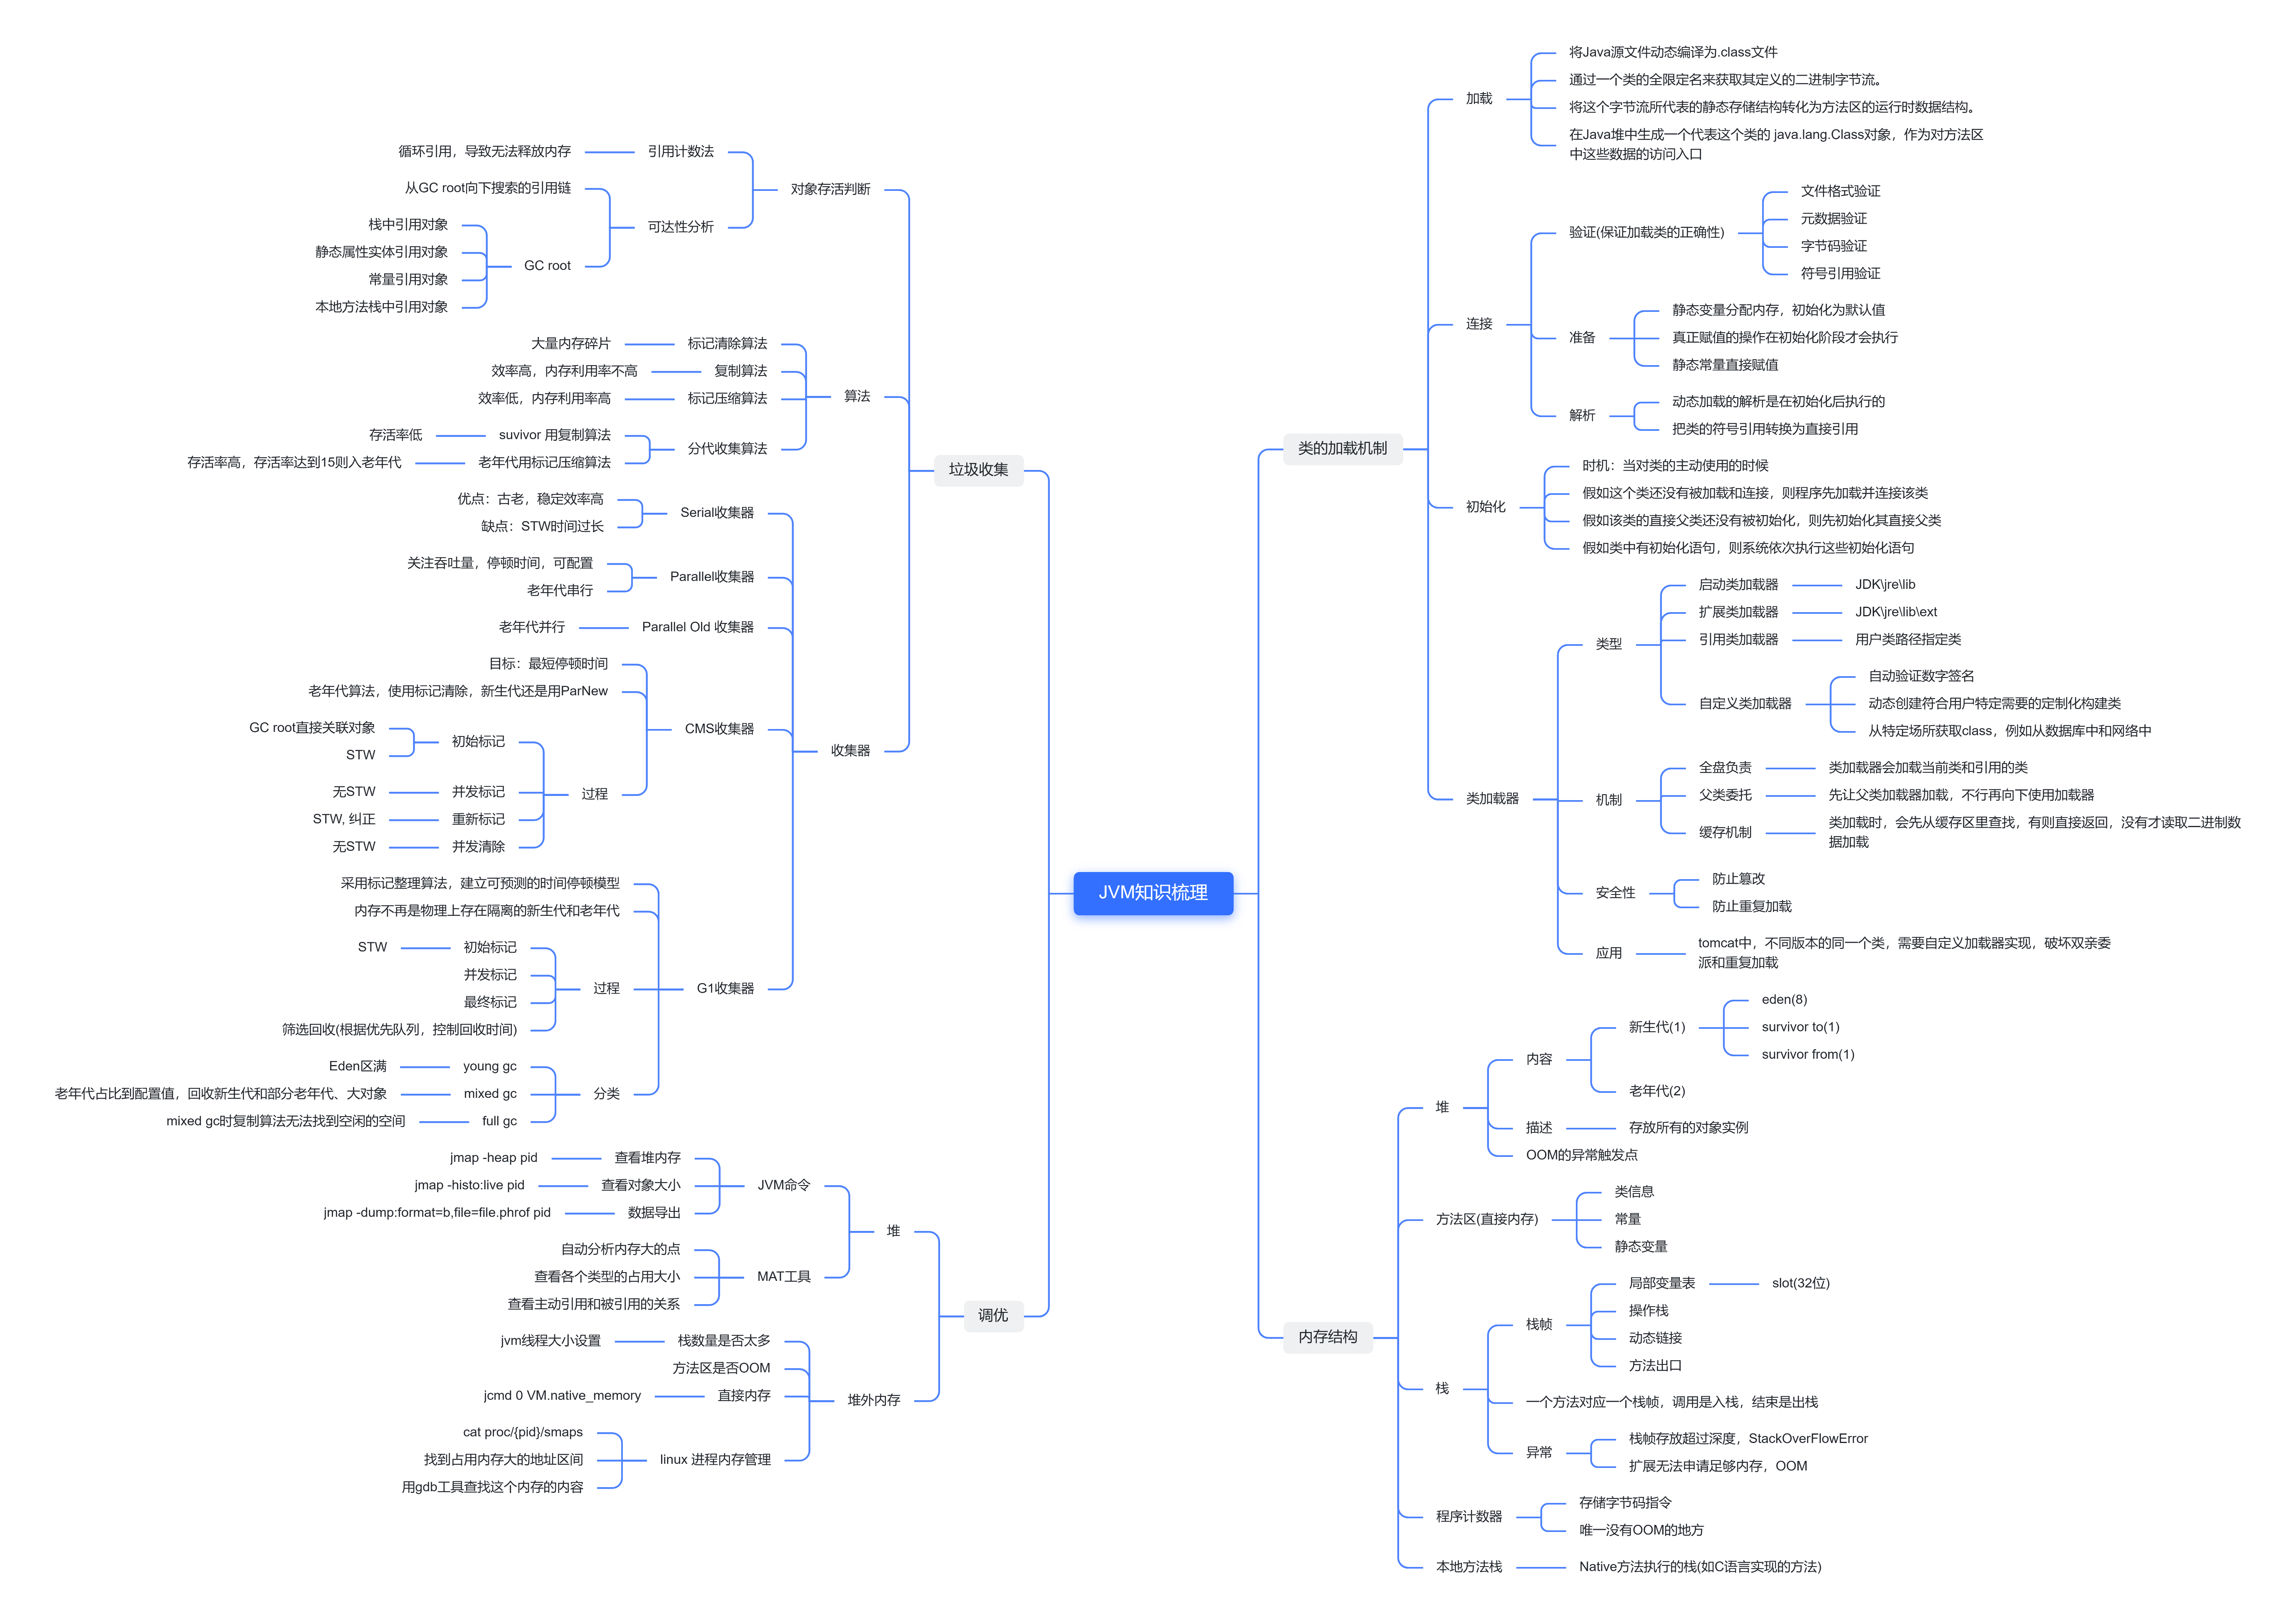 JVM知识梳理
类的加载机制
加载
将Java源文件动态编译为.class文件
通过一个类的全限定名来获取其定义的二进制字节流。
将这个字节流所代表的静态存储结构转化为方法区的运行时数据结构。
在Java堆中生成一个代表这个类的 java.lang.Class对象，作为对方法区
中这些数据的访问入口
连接
验证(保证加载类的正确性)
文件格式验证
元数据验证
字节码验证
符号引用验证
准备
静态变量分配内存，初始化为默认值
真正赋值的操作在初始化阶段才会执行
静态常量直接赋值
解析
动态加载的解析是在初始化后执行的
把类的符号引用转换为直接引用
初始化
时机：当对类的主动使用的时候
假如这个类还没有被加载和连接，则程序先加载并连接该类
假如该类的直接父类还没有被初始化，则先初始化其直接父类
假如类中有初始化语句，则系统依次执行这些初始化语句
类加载器
类型
启动类加载器
JDK\jre\lib
扩展类加载器
JDK\jre\lib\ext
引用类加载器
用户类路径指定类
自定义类加载器
自动验证数字签名
动态创建符合用户特定需要的定制化构建类
从特定场所获取class，例如从数据库中和网络中
机制
全盘负责
类加载器会加载当前类和引用的类
父类委托
先让父类加载器加载，不行再向下使用加载器
缓存机制
类加载时，会先从缓存区里查找，有则直接返回，没有才读取二进制数
据加载
安全性
防止篡改
防止重复加载
应用
tomcat中，不同版本的同一个类，需要自定义加载器实现，破坏双亲委
派和重复加载
内存结构
堆
内容
新生代(1)
eden(8)
survivor to(1)
survivor from(1)
老年代(2)
描述
存放所有的对象实例
OOM的异常触发点
方法区(直接内存)
类信息
常量
静态变量
栈
栈帧
局部变量表
slot(32位)
操作栈
动态链接
方法出口
一个方法对应一个栈帧，调用是入栈，结束是出栈
异常
栈帧存放超过深度，StackOverFlowError
扩展无法申请足够内存，OOM
程序计数器
存储字节码指令
唯一没有OOM的地方
本地方法栈
Native方法执行的栈(如C语言实现的方法)
垃圾收集
对象存活判断
引用计数法
循环引用，导致无法释放内存
可达性分析
从GC root向下搜索的引用链
GC root
栈中引用对象
静态属性实体引用对象
常量引用对象
本地方法栈中引用对象
算法
标记清除算法
大量内存碎片
复制算法
效率高，内存利用率不高
标记压缩算法
效率低，内存利用率高
分代收集算法
suvivor 用复制算法
存活率低
老年代用标记压缩算法
存活率高，存活率达到15则入老年代
收集器
Serial收集器
优点：古老，稳定效率高
缺点：STW时间过长
Parallel收集器
关注吞吐量，停顿时间，可配置
老年代串行
Parallel Old 收集器
老年代并行
CMS收集器
目标：最短停顿时间
老年代算法，使用标记清除，新生代还是用ParNew
过程
初始标记
GC root直接关联对象
STW
并发标记
无STW
重新标记
STW, 纠正
并发清除
无STW
G1收集器
采用标记整理算法，建立可预测的时间停顿模型
内存不再是物理上存在隔离的新生代和老年代
过程
初始标记
STW
并发标记
最终标记
筛选回收(根据优先队列，控制回收时间)
分类
young gc
Eden区满
mixed gc
老年代占比到配置值，回收新生代和部分老年代、大对象
full gc
mixed gc时复制算法无法找到空闲的空间
调优
堆
JVM命令
查看堆内存
jmap -heap pid
查看对象大小
jmap -histo:live pid
数据导出
jmap -dump:format=b,file=file.phrof pid
MAT工具
自动分析内存大的点
查看各个类型的占用大小
查看主动引用和被引用的关系
堆外内存
栈数量是否太多
jvm线程大小设置
方法区是否OOM
直接内存
jcmd 0 VM.native_memory
linux 进程内存管理
cat proc/{pid}/smaps
找到占用内存大的地址区间
用gdb工具查找这个内存的内容